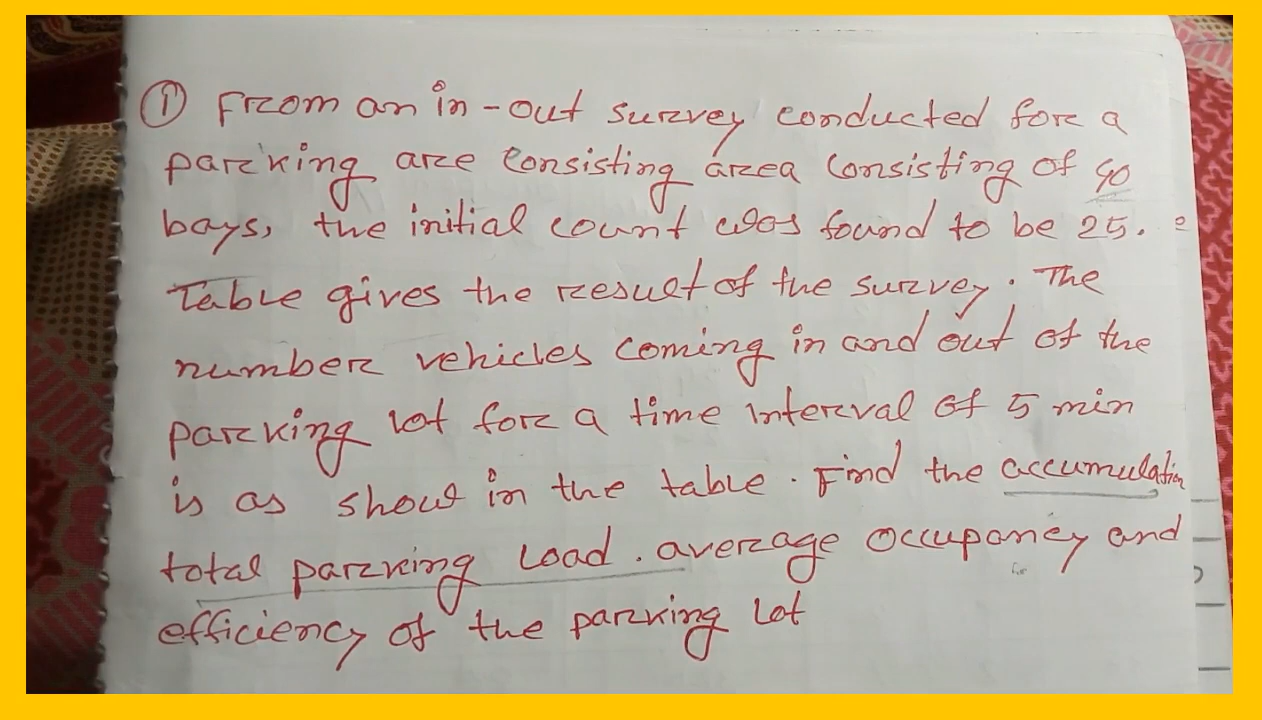 ① From an in-out survey conducted for a
parking are consisting area consisting of 40
bays, the initial count was found to be 25.
Table gives the result of the survey. The
number vehicles coming in and out of the
parking lot for a time interval of 5 min
is as show in the table. Find the accumulation
total parking load. average occupancy and
efficiency of the parking lot